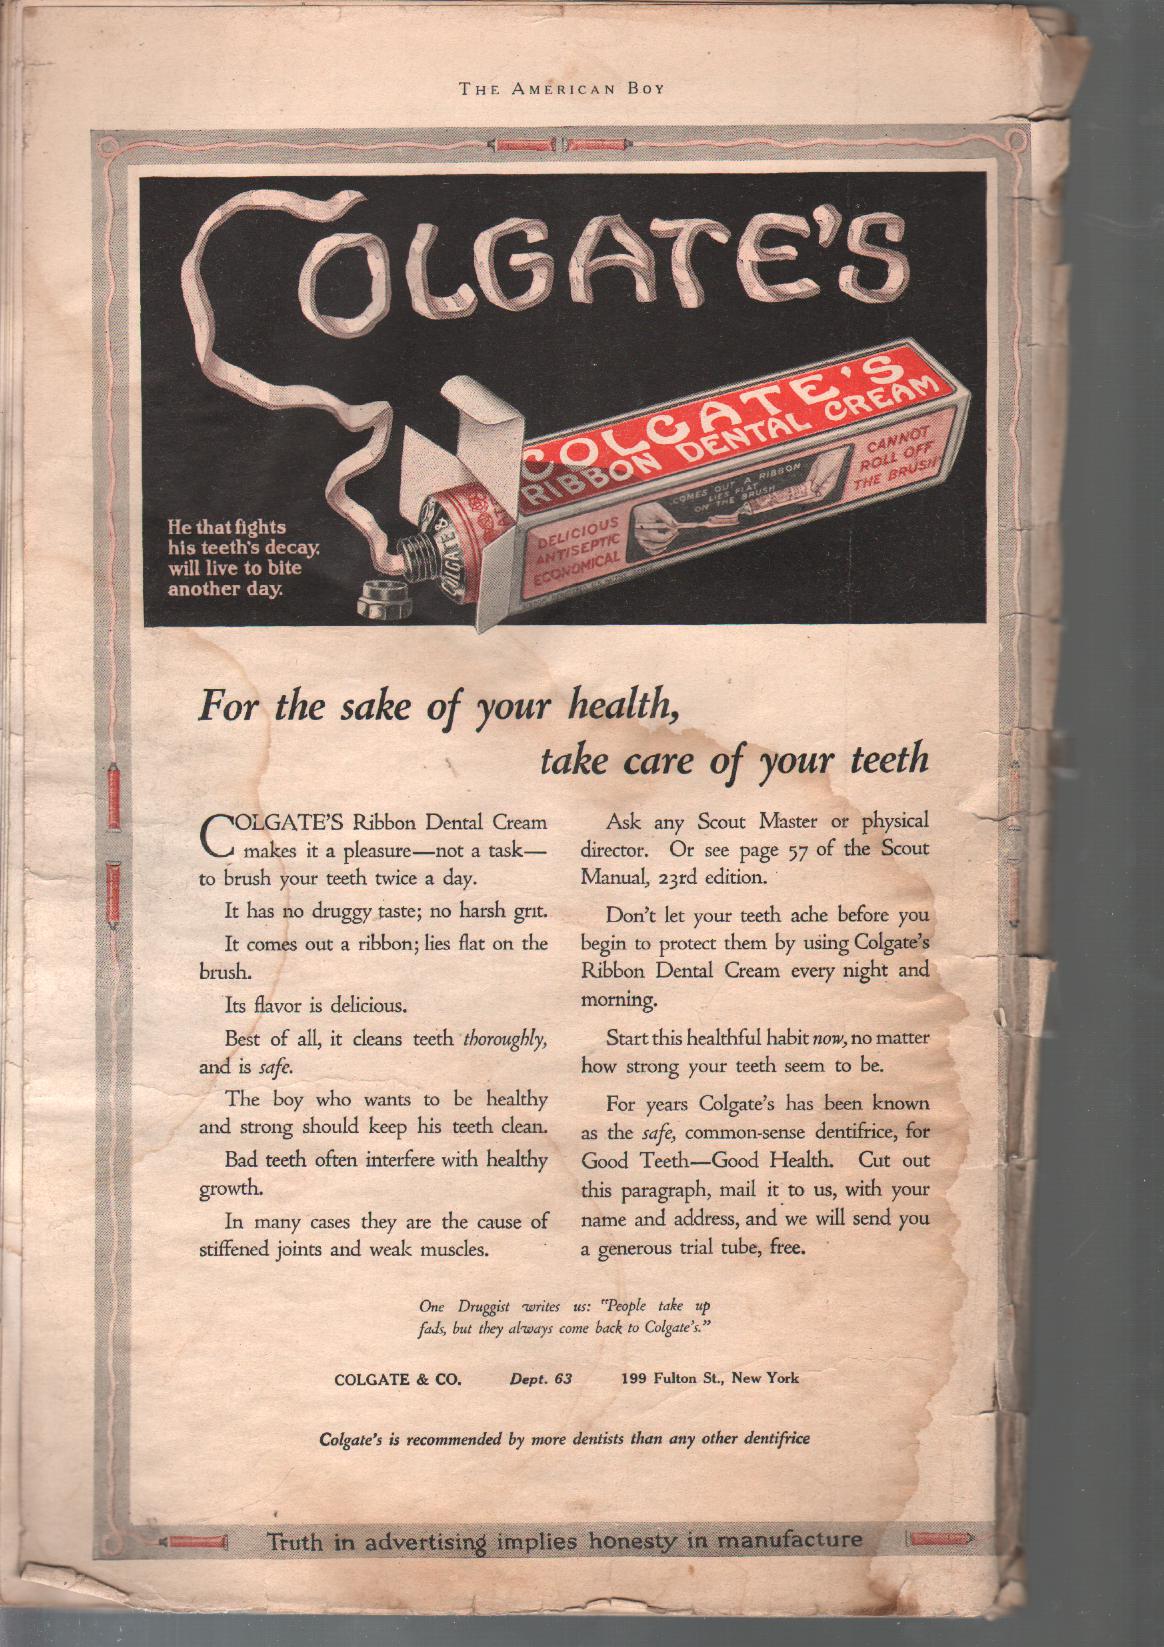 THE AMERICAN BOY
COLGATE'S
COLGATE'S
RIBBON DENTAL CREAM
CANNOT
ROLL OFF
THE BRUSH
COMES OUT A RIBBON
LIES FLAT
ON THE BRUSH
DELICIOUS
ANTISEPTIC
ECONOMICAL
COLGATE &
He that fights
his teeth's decay,
will live to bite
another day.
For the sake of your health,
take care of your teeth
COLGATE'S Ribbon Dental Cream
makes it a pleasure—not a task—
to brush your teeth twice a day.
It has no druggy taste; no harsh grit.
It comes out a ribbon; lies flat on the
brush.
Its flavor is delicious.
Best of all, it cleans teeth thoroughly,
and is safe.
The boy who wants to be healthy
and strong should keep his teeth clean.
Bad teeth often interfere with healthy
growth.
In many cases they are the cause of
stiffened joints and weak muscles.
Ask any Scout Master or physical
director. Or see page 57 of the Scout
Manual, 23rd edition.
Don't let your teeth ache before you
begin to protect them by using Colgate's
Ribbon Dental Cream every night and
morning.
Start this healthful habit now, no matter
how strong your teeth seem to be.
For years Colgate's has been known
as the safe, common-sense dentifrice, for
Good Teeth—Good Health. Cut out
this paragraph, mail it to us, with your
name and address, and we will send you
a generous trial tube, free.
One Druggist writes us: "People take up
fads, but they always come back to Colgate's."
COLGATE & CO. Dept. 63 199 Fulton St., New York
Colgate's is recommended by more dentists than any other dentifrice
Truth in advertising implies honesty in manufacture